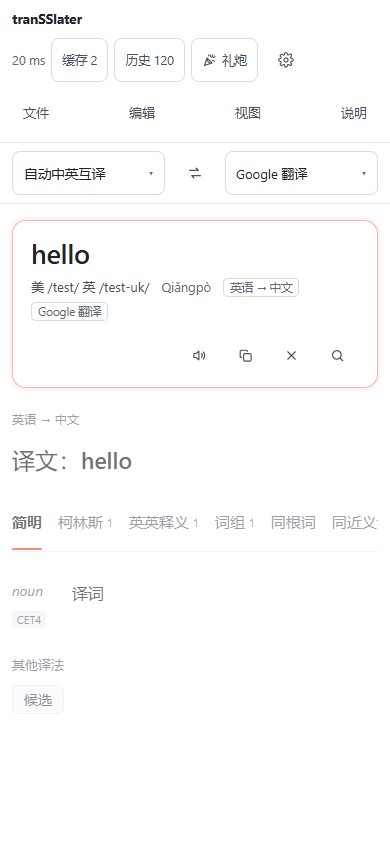 tranSSlater
20 ms 缓存 2 历史 120 礼炮
文件 编辑 视图 说明
自动中英互译 Google 翻译
hello
美 /test/ 英 /test-uk/ Qiǎngpò 英语 → 中文
Google 翻译
英语 → 中文
译文：hello
简明 柯林斯 1 英英释义 1 词组 1 同根词 同近义
noun 译词
CET4
其他译法
候选